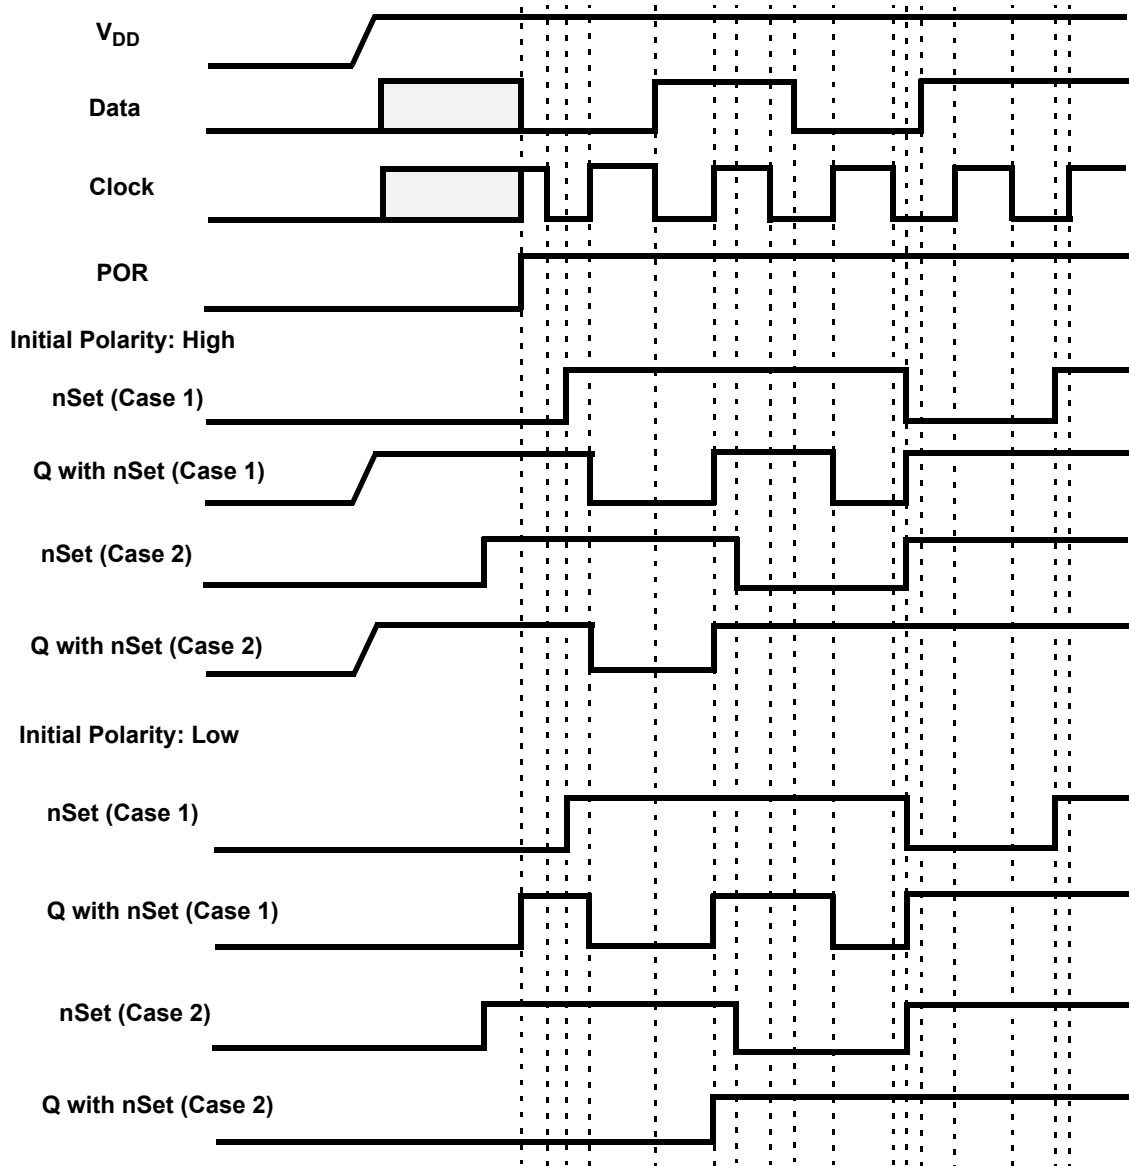 VDD
Data
Clock
POR
Initial Polarity: High
nSet (Case 1)
Q with nSet (Case 1)
nSet (Case 2)
Q with nSet (Case 2)
Initial Polarity: Low
nSet (Case 1)
Q with nSet (Case 1)
nSet (Case 2)
Q with nSet (Case 2)